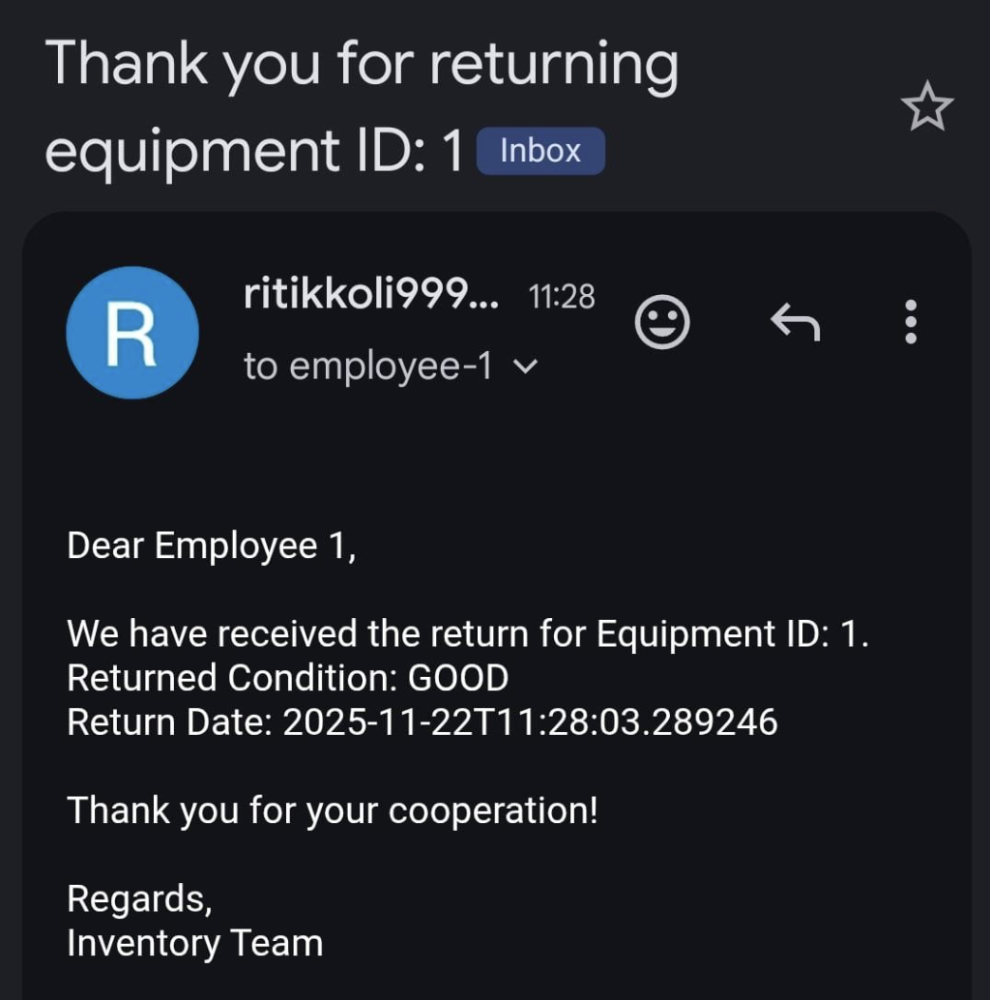 Thank you for returning
equipment ID: 1 Inbox
R
ritikkoli999... 11:28
to employee-1
Dear Employee 1,
We have received the return for Equipment ID: 1.
Returned Condition: GOOD
Return Date: 2025-11-22T11:28:03.289246
Thank you for your cooperation!
Regards,
Inventory Team